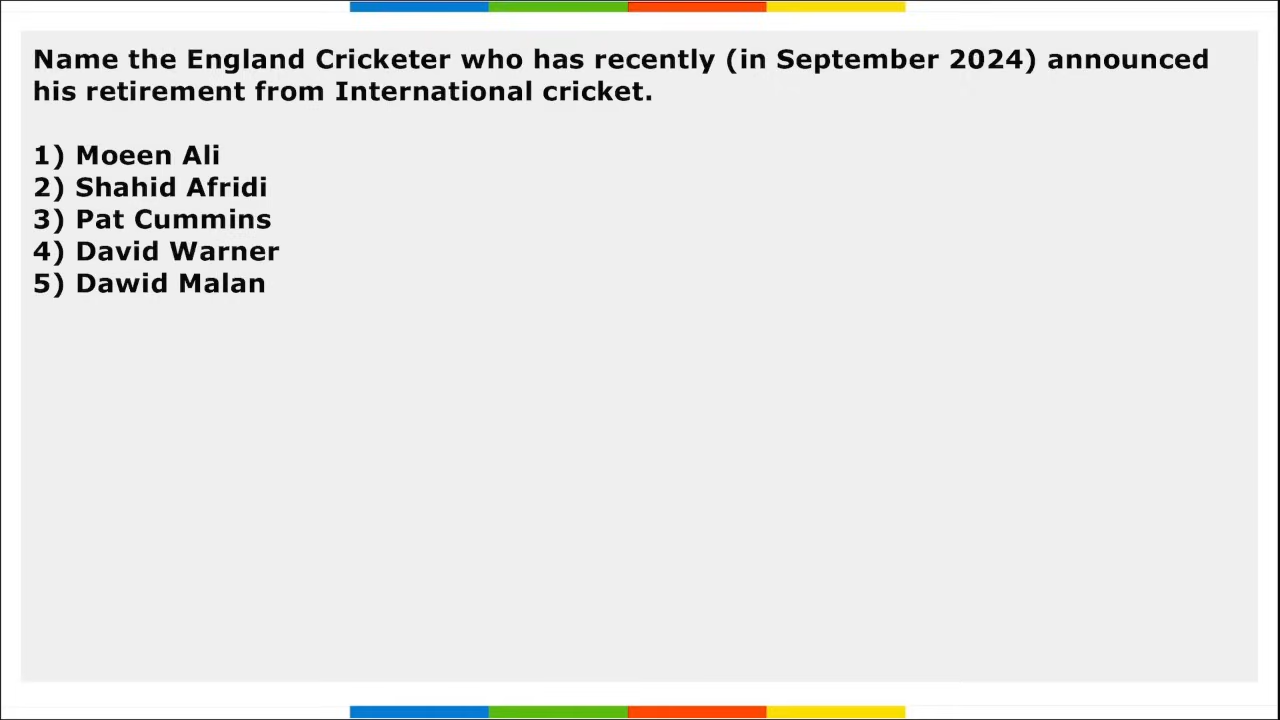 Name the England Cricketer who has recently (in September 2024) announced
his retirement from International cricket.
1) Moeen Ali
2) Shahid Afridi
3) Pat Cummins
4) David Warner
5) Dawid Malan